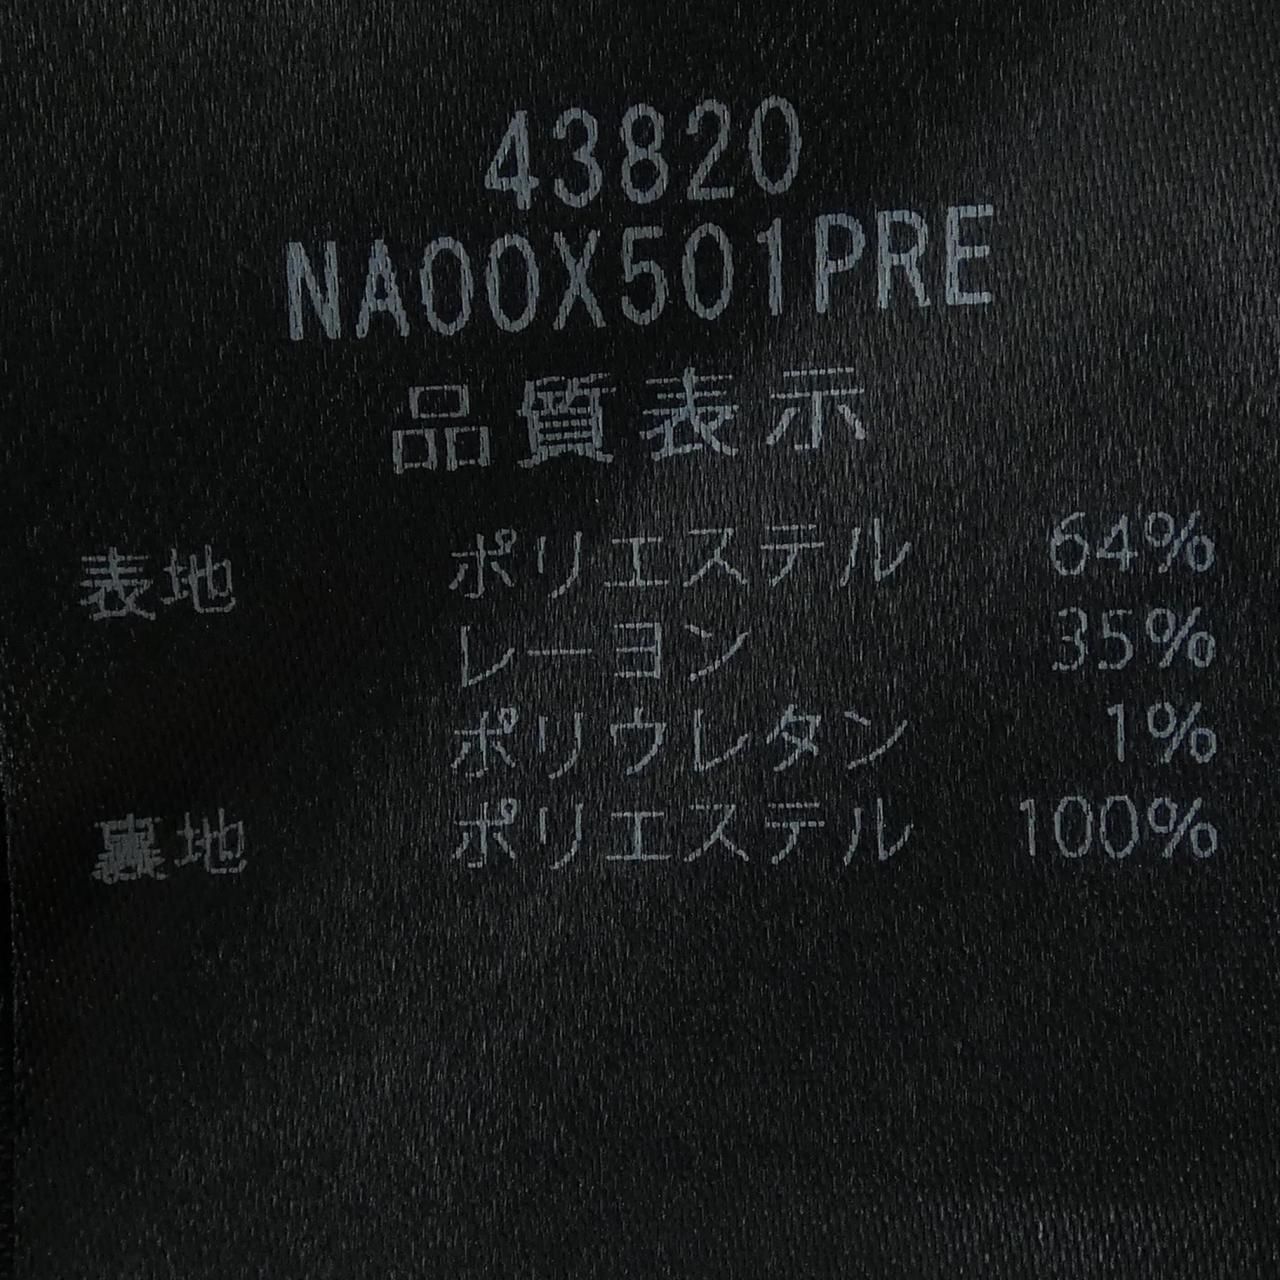 43820
NA00X501PRE
品質表示
表地 ポリエステル 64%
レーヨン 35%
ポリウレタン 1%
裏地 ポリエステル 100%